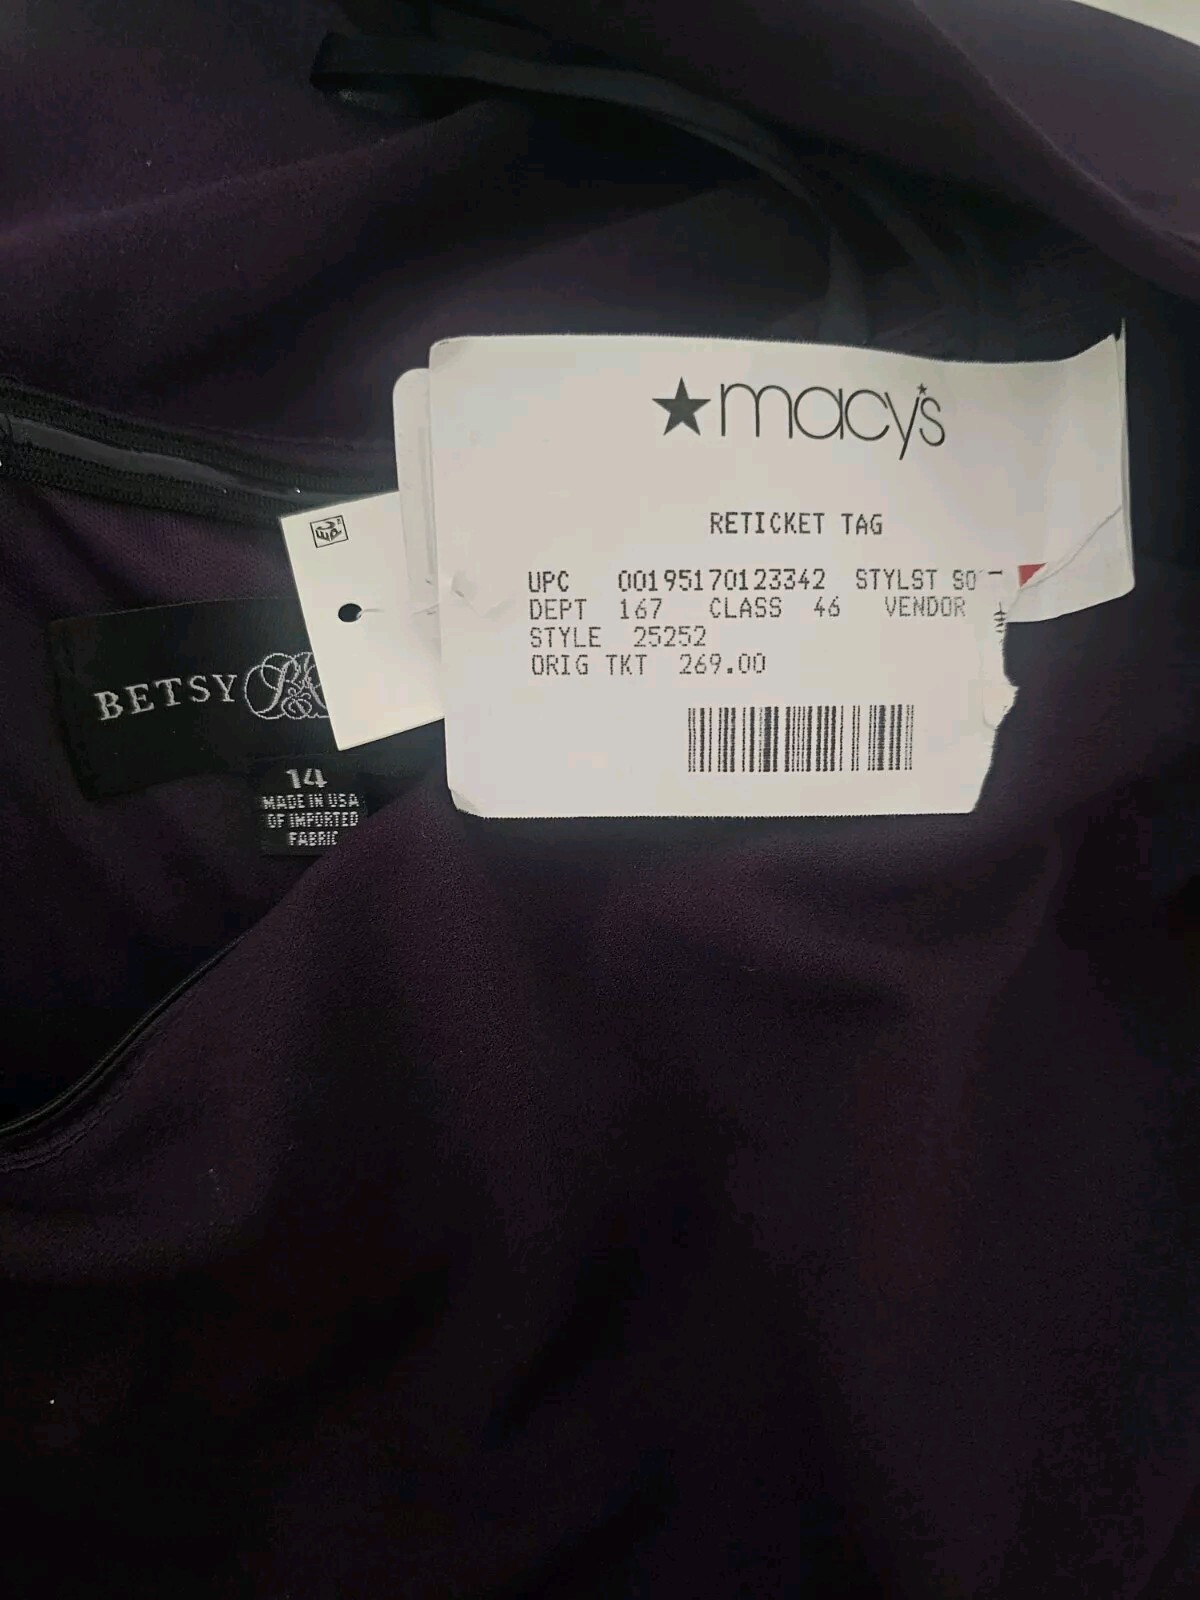 macy's
RETICKET TAG
UPC 00195170123342 STYLST SO
DEPT 167 CLASS 46 VENDOR
STYLE 25252
ORIG TKT 269.00
BETSY
14
MADE IN USA
OF IMPORTED
FABRIC